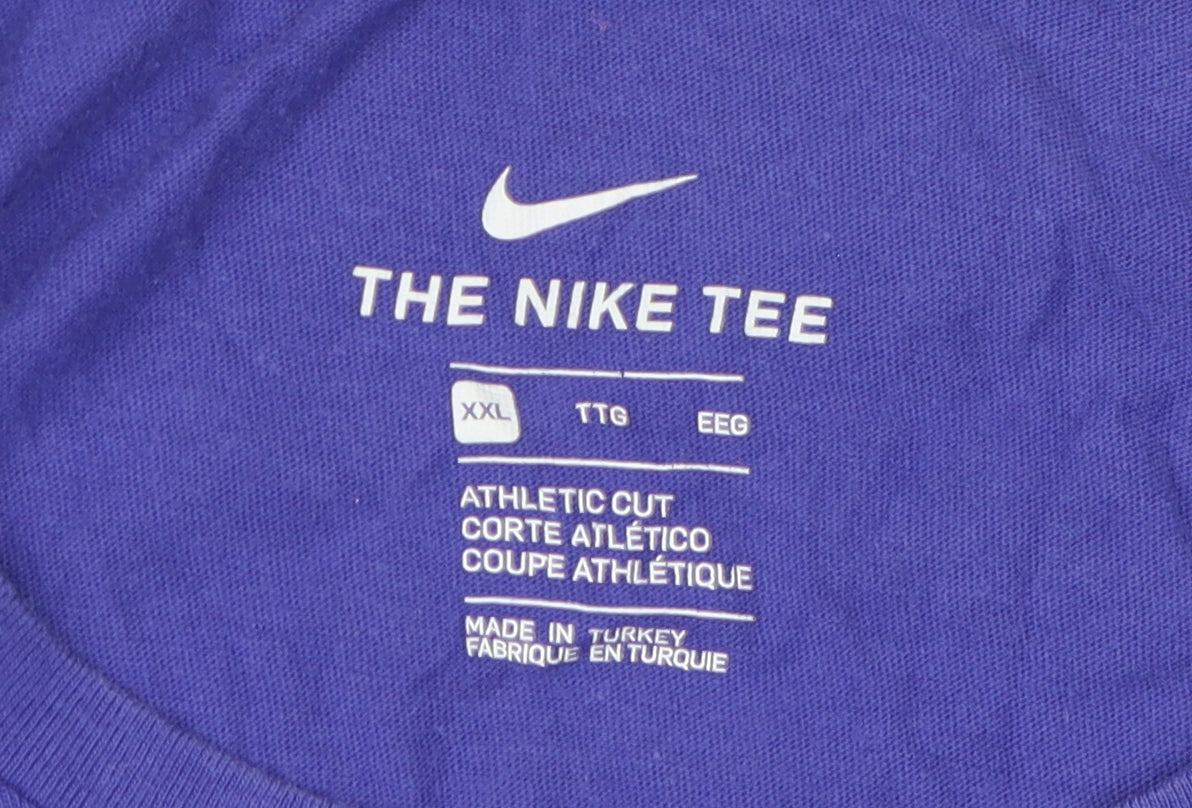 THE NIKE TEE
XXL TTG EEG
ATHLETIC CUT
CORTE ATLÉTICO
COUPE ATHLÉTIQUE
MADE IN TURKEY
FABRIQUE EN TURQUIE